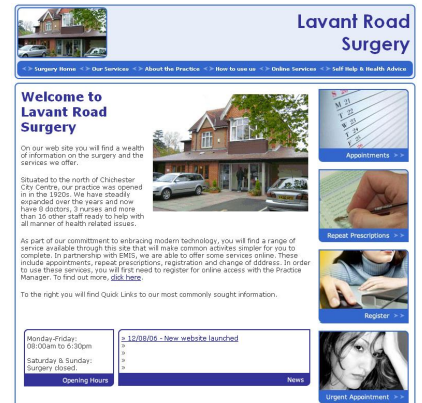 Lavant Road
Surgery
<> Surgery Home <> Our Services <> About the Practice <> How to use us <> Online Services <> Self Help & Health Advice
Welcome to
Lavant Road
Surgery
On our web site you will find a wealth
of information on the surgery and the
services we offer.
Situated to the north of Chichester
City Centre, our practice was opened
in in the 1920s. We have steadily
expanded over the years and now
have 8 doctors, 3 nurses and more
than 16 other staff ready to help with
all manner of health related issues.
As part of our committment to enbracing modern technology, you will find a range of
service available through this site that will make common activites simpler for you to
complete. In partnership with EMIS, we are able to offer some services online. These
include appointments, repeat prescriptions, registration and change of address. In order
to use these services, you will first need to register for online access with the Practice
Manager. To find out more, click here.
To the right you will find Quick Links to our most commonly sought information.
Monday-Friday:
08:00am to 6:30pm
Saturday & Sunday:
Surgery closed.
Opening Hours
» 12/08/06 - New website launched
»
»
»
»
News
M 21
Appointments > >
Repeat Prescriptions > >
Register > >
Urgent Appointment > >